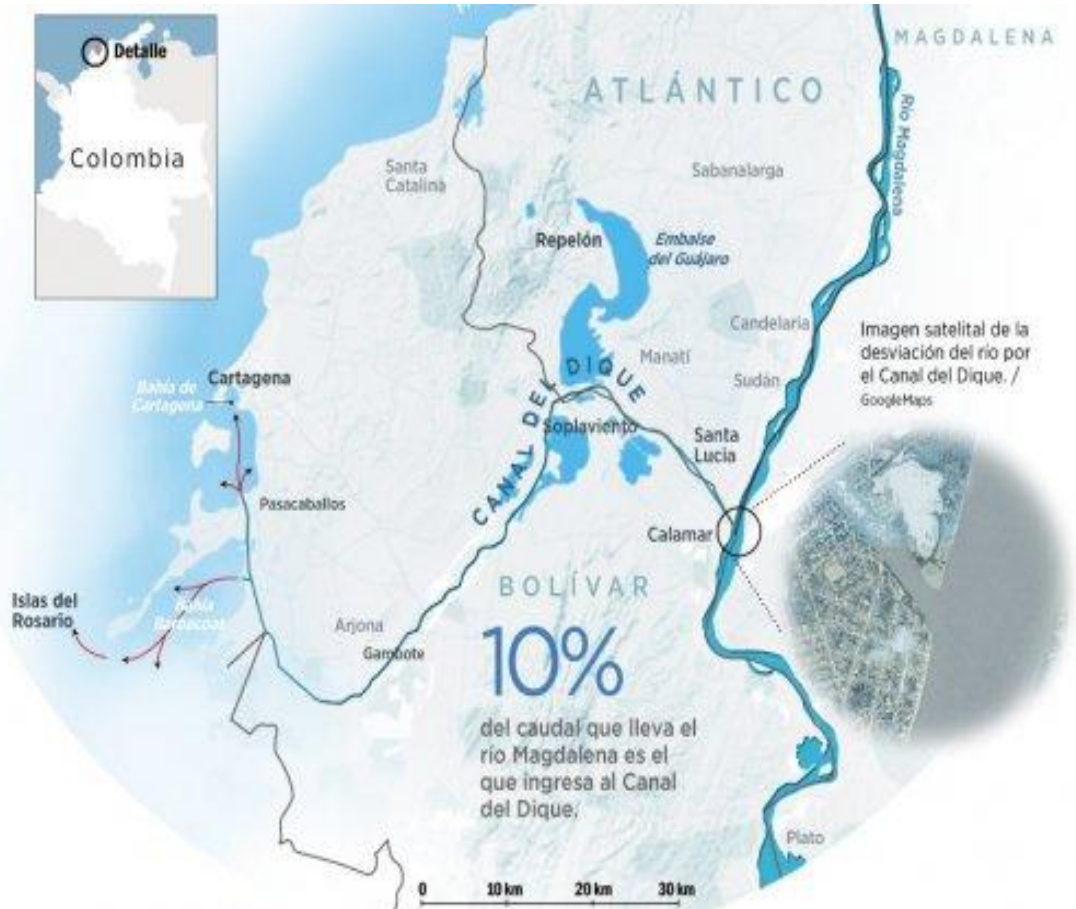 Detalle
Colombia
MAGDALENA
ATLÁNTICO
Río Magdalena
Santa
Catalina
Sabanalarga
Repelón
Embalse
del Guájaro
Candelaria
Imagen satelital de la
desviación del río por
el Canal del Dique. /
GoogleMaps
Manatí
Sudán
Bahía de
Cartagena
Cartagena
CANAL DEL DIQUE
Soplaviento
Santa
Lucía
Pasacaballos
Calamar
BOLÍVAR
Islas del
Rosario
Bahía
Barbacoas
Arjona
Gambote
10%
del caudal que lleva el
río Magdalena es el
que ingresa al Canal
del Dique.
Plato
0 10 km 20 km 30 km